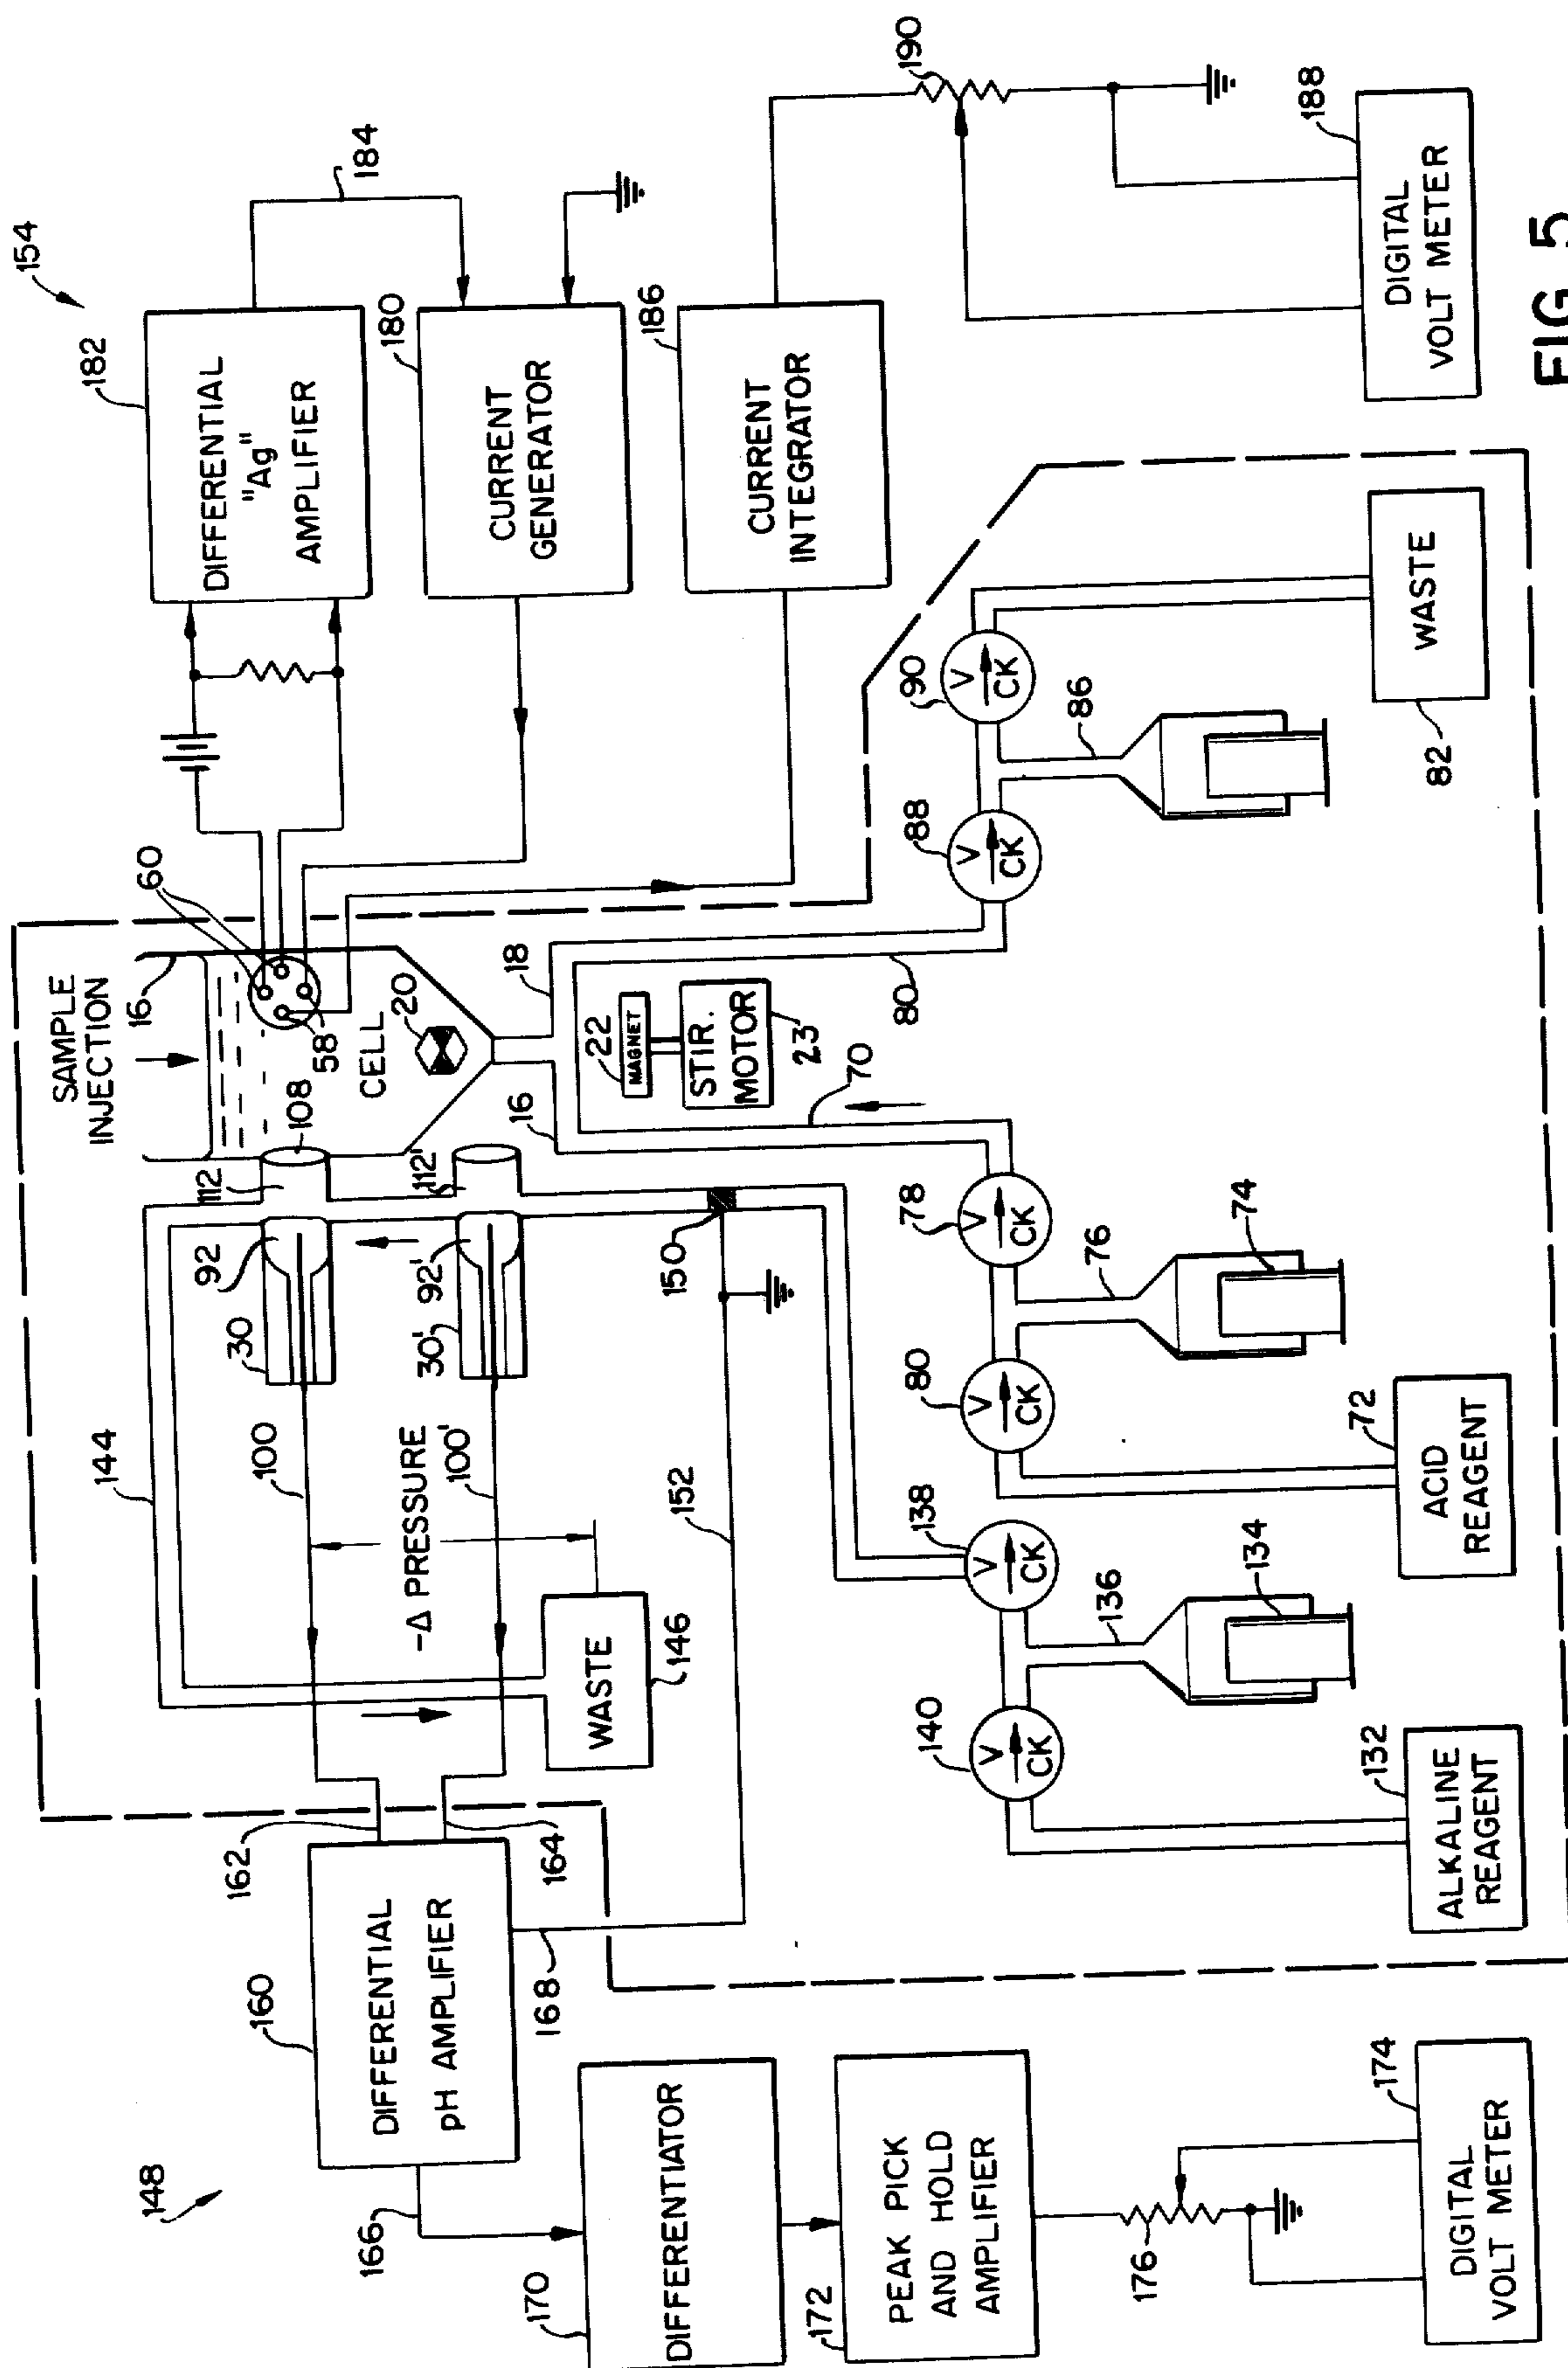 148
160
DIFFERENTIAL
pH AMPLIFIER
162
164
166
168
170
DIFFERENTIATOR
172
PEAK PICK
AND HOLD
AMPLIFIER
176
174
DIGITAL
VOLT METER
144
100
-Δ PRESSURE
100'
WASTE
146
152
30
92
30'
92'
112
112'
108
150
SAMPLE
INJECTION
16
60
58
CELL
20
16
18
22
MAGNET
STIR.
MOTOR
23
70
80
140
V
CK
138
V
CK
136
134
132
ALKALINE
REAGENT
80
V
CK
78
V
CK
76
74
72
ACID
REAGENT
88
V
CK
90
V
CK
86
82
WASTE
154
182
DIFFERENTIAL
"Ag"
AMPLIFIER
184
180
CURRENT
GENERATOR
186
CURRENT
INTEGRATOR
190
188
DIGITAL
VOLT METER
FIG 5